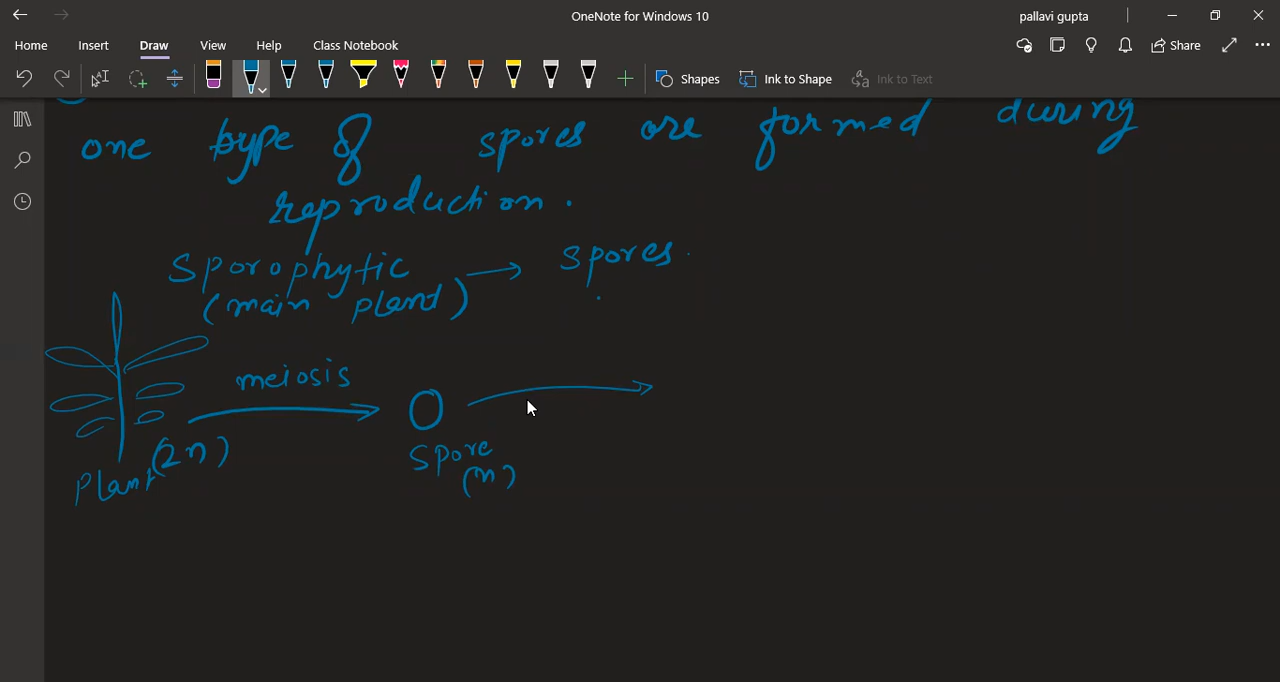 OneNote for Windows 10
pallavi gupta
Home Insert Draw View Help Class Notebook
Share
Shapes Ink to Shape Ink to Text
one type of spores are formed during
reproduction.
Sporophytic → spores.
(main plant)
meiosis
Plant (2n)
Spore
(n)